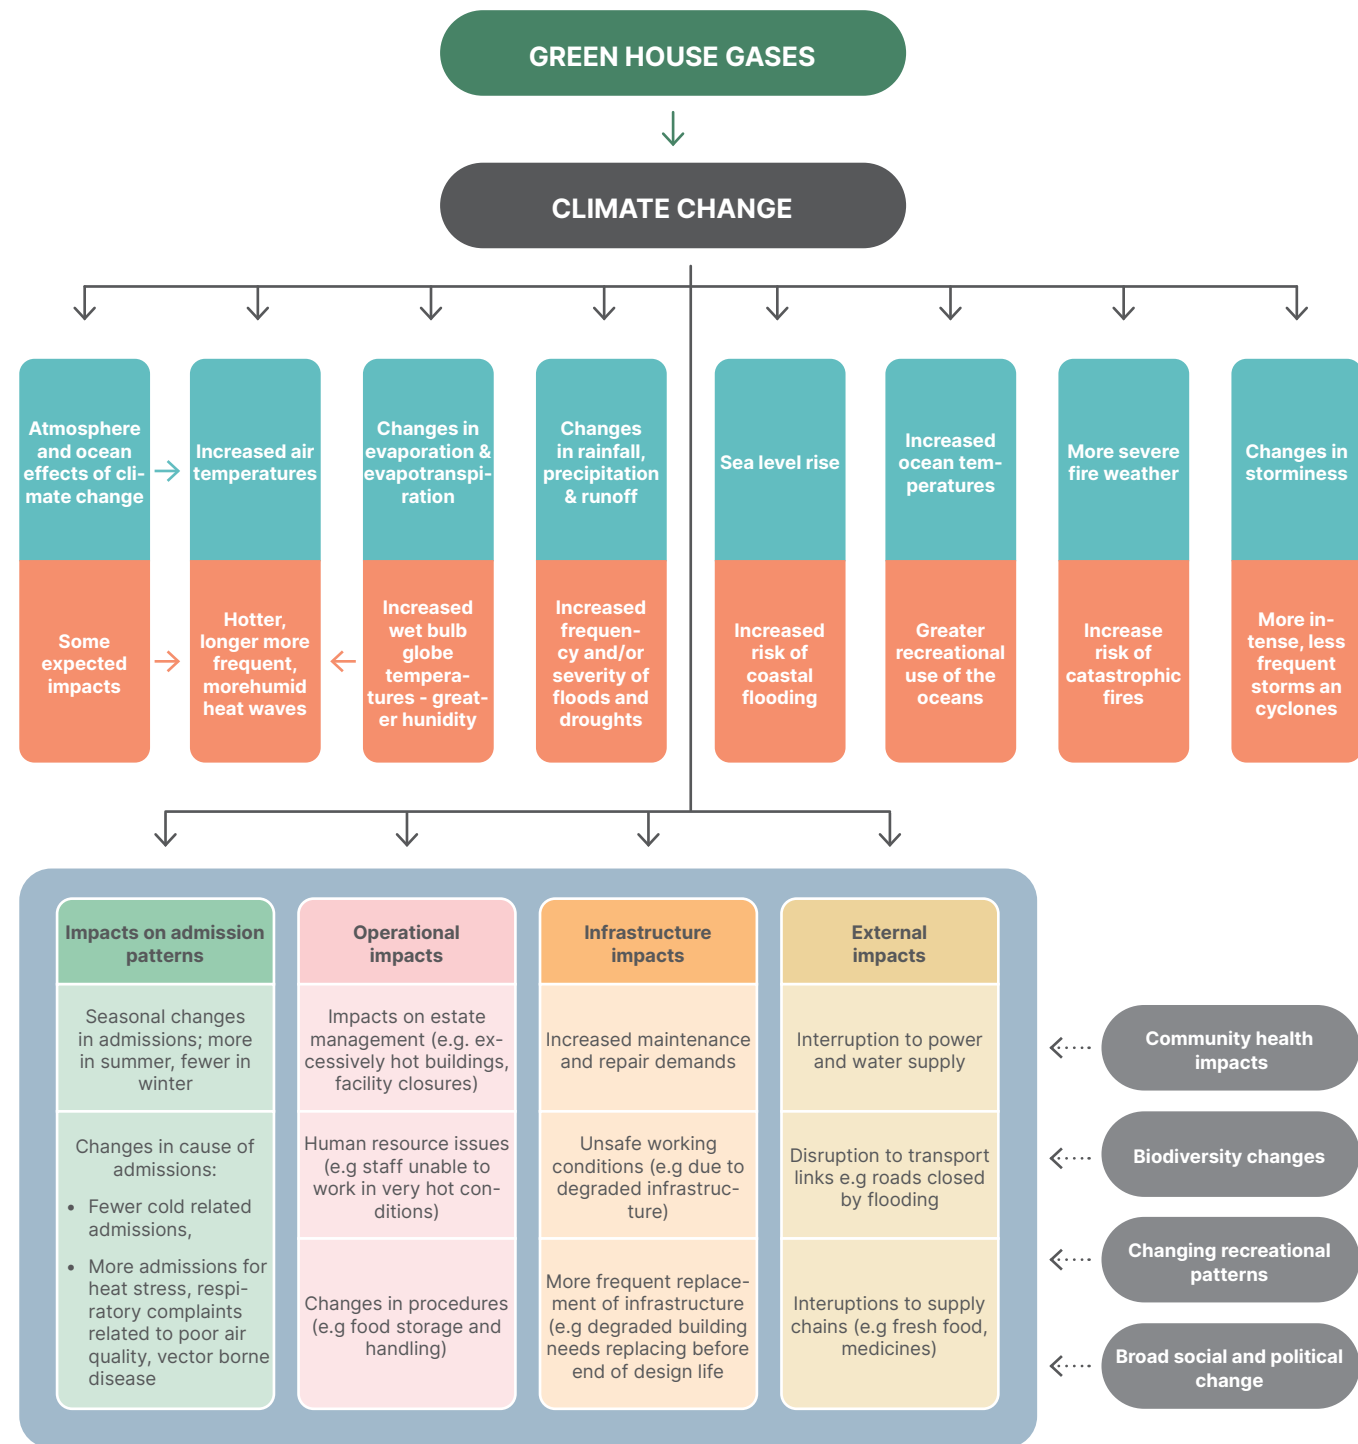 GREEN HOUSE GASES
CLIMATE CHANGE
Atmosphere
and ocean
effects of cli-
mate change
Increased air
temperatures
Changes in
evaporation &
evapotranspi-
ration
Changes
in rainfall,
precipitation
& runoff
Sea level rise
Increased
ocean tem-
peratures
More severe
fire weather
Changes in
storminess
Some
expected
impacts
Hotter,
longer more
frequent,
morehumid
heat waves
Increased
wet bulb
globe
tempera-
tures - great-
er hunidity
Increased
frequen-
cy and/or
severity of
floods and
droughts
Increased
risk of
coastal
flooding
Greater
recreational
use of the
oceans
Increase
risk of
catastrophic
fires
More in-
tense, less
frequent
storms an
cyclones
Impacts on admission
patterns
Seasonal changes
in admissions; more
in summer, fewer in
winter
Changes in cause of
admissions:
• Fewer cold related
admissions,
• More admissions for
heat stress, respi-
ratory complaints
related to poor air
quality, vector borne
disease
Operational
impacts
Impacts on estate
management (e.g. ex-
cessively hot buildings,
facility closures)
Human resource issues
(e.g staff unable to
work in very hot con-
ditions)
Changes in procedures
(e.g food storage and
handling)
Infrastructure
impacts
Increased maintenance
and repair demands
Unsafe working
conditions (e.g due to
degraded infrastruc-
ture)
More frequent replace-
ment of infrastructure
(e.g degraded building
needs replacing before
end of design life
External
impacts
Interruption to power
and water supply
Disruption to transport
links e.g roads closed
by flooding
Interuptions to supply
chains (e.g fresh food,
medicines)
Community health
impacts
Biodiversity changes
Changing recreational
patterns
Broad social and political
change